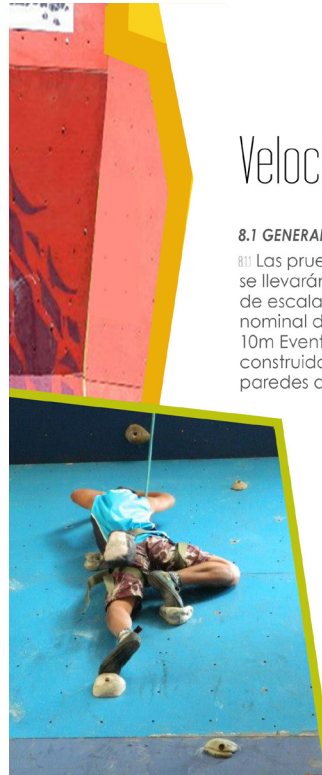 Veloc
8.1 GENERAL
8.1.1 Las prue
se llevarán
de escala
nominal d
10m Event
construida
paredes a